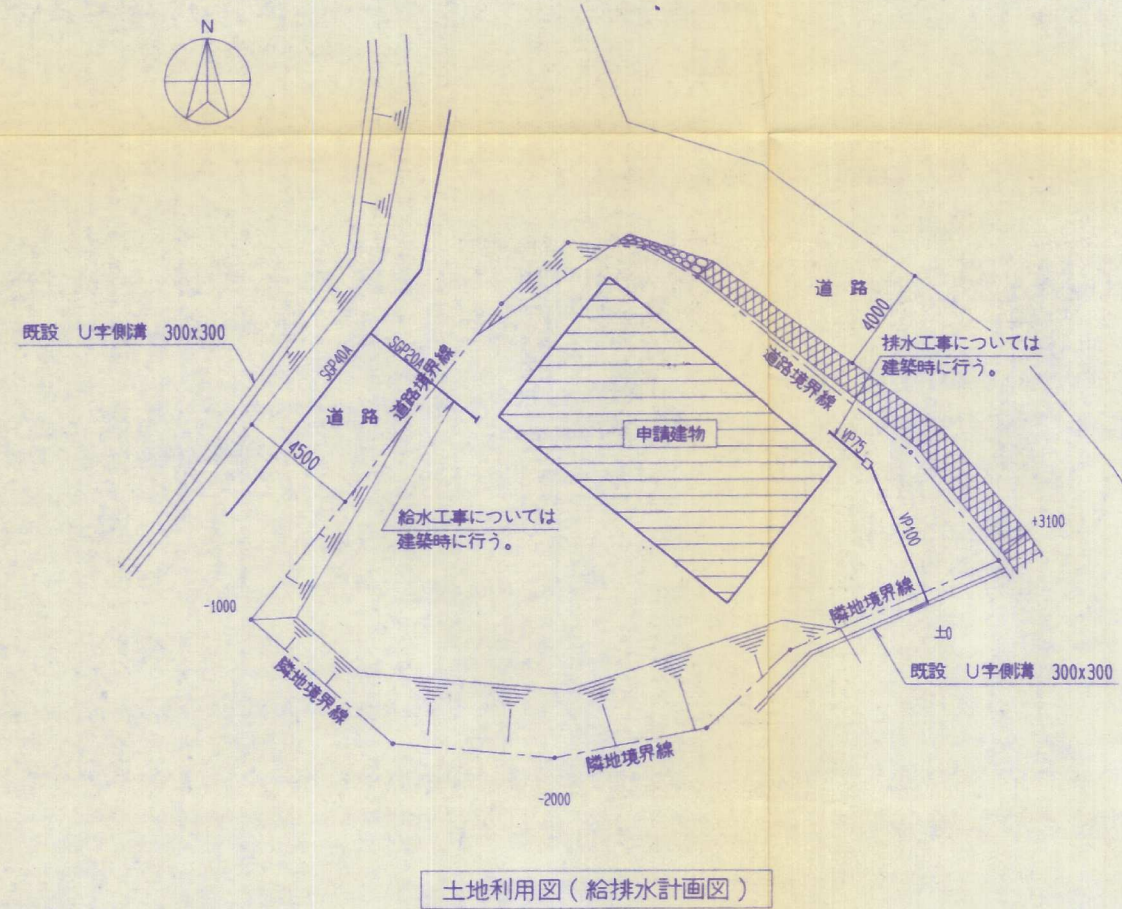 N
既設 U字側溝 300x300
SGP40A
SGP20A
道路境界線
道 路
4500
給水工事については
建築時に行う。
申請建物
道 路
4000
排水工事については
建築時に行う。
道路境界線
VP75
VP100
+3100
-1000
隣地境界線
±0
既設 U字側溝 300x300
隣地境界線
隣地境界線
-2000
土地利用図(給排水計画図)